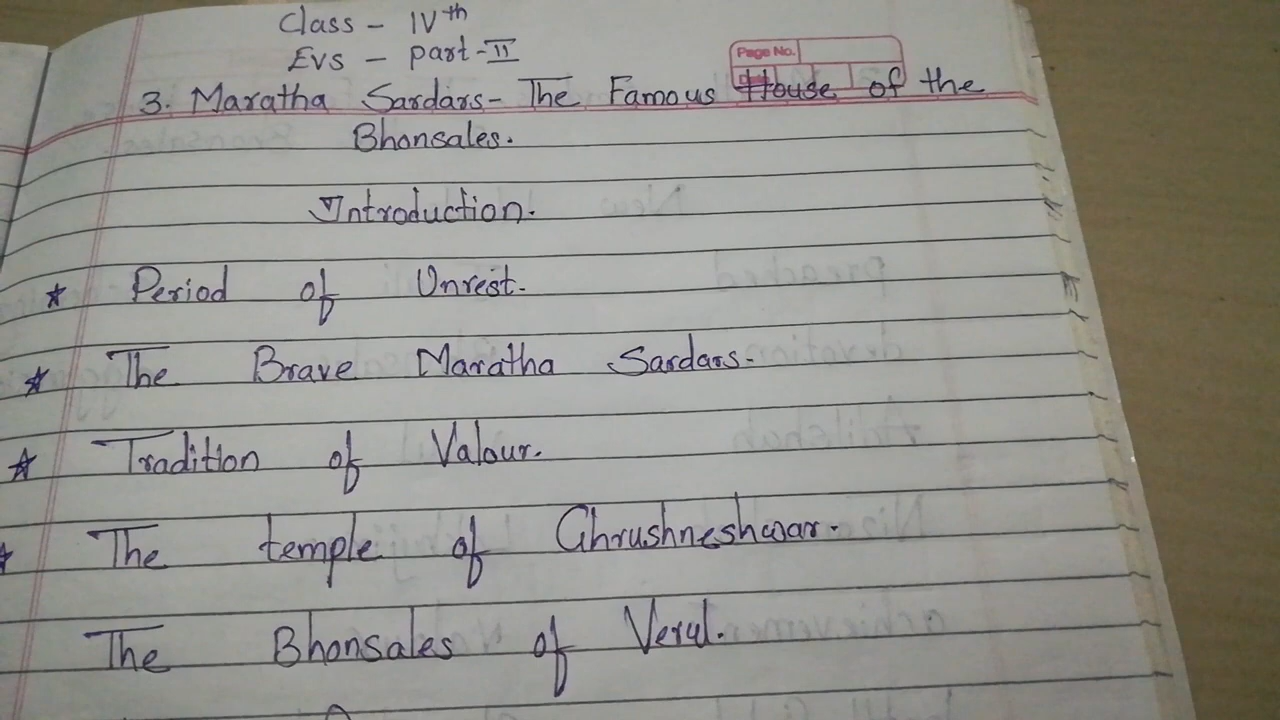 Class - IVth
EVS - Part-II
Page No.
3. Maratha Sardars- The Famous House of the
Bhonsales.
Introduction.
★ Period of Unrest.
★ The Brave Maratha Sardars.
★ Tradition of Valour.
★ The temple of Ghrushneshwar.
The Bhonsales of Verul.